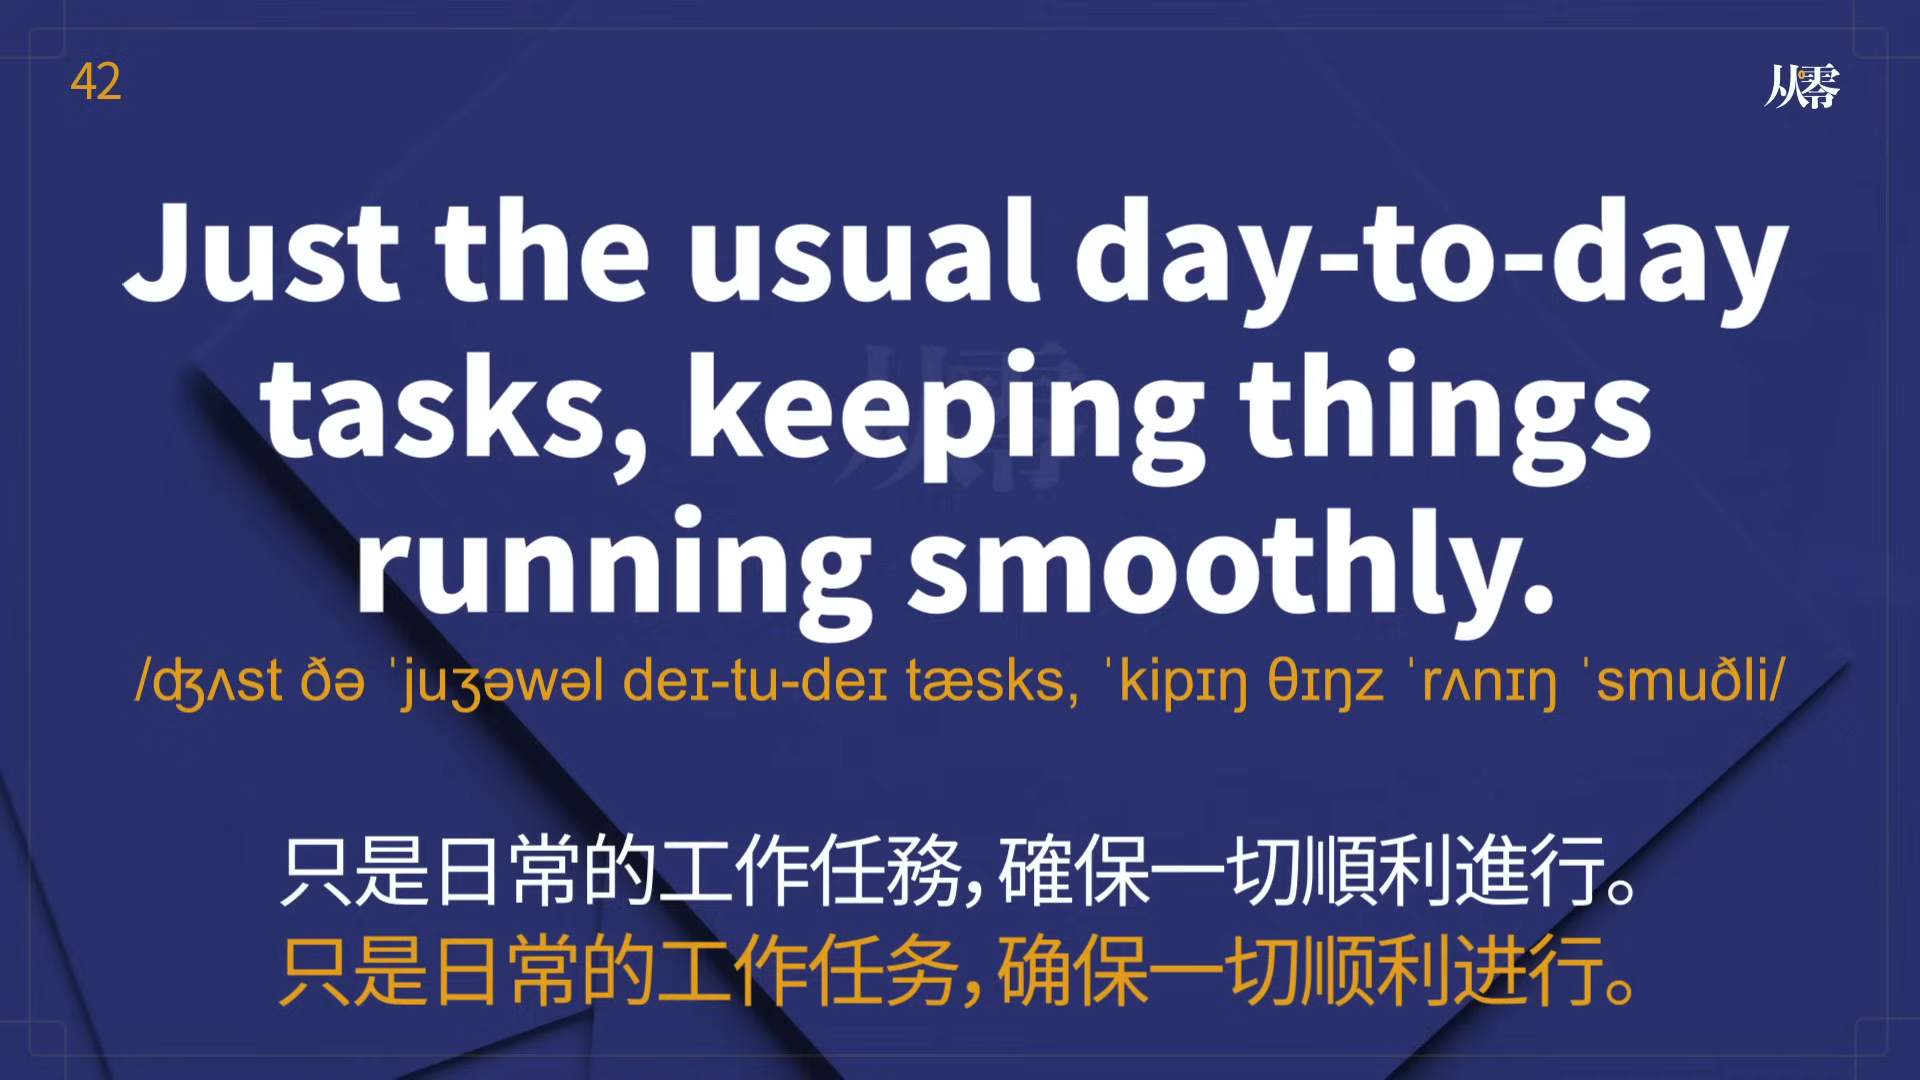 42
从零
Just the usual day-to-day
tasks, keeping things
running smoothly.
/ʤʌst ðə ˈjuʒəwəl deɪ-tu-deɪ tæsks, ˈkipɪŋ θɪŋz ˈrʌnɪŋ ˈsmuðli/
只是日常的工作任務，確保一切順利進行。
只是日常的工作任务，确保一切顺利进行。